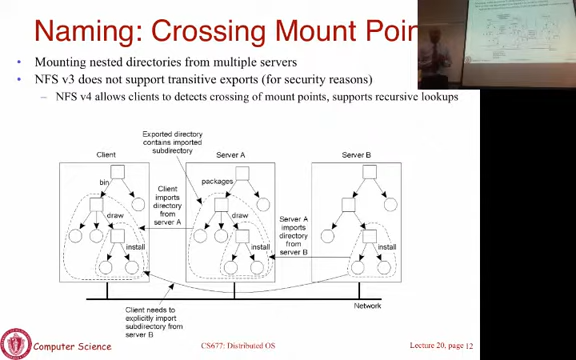 Naming: Crossing Mount Poin
Mounting nested directories from multiple servers
NFS v3 does not support transitive exports (for security reasons)
– NFS v4 allows clients to detects crossing of mount points, supports recursive lookups
Exported directory
contains imported
subdirectory
Client
Server A
Server B
bin
packages
Client
imports
directory
from
server A
draw
draw
Server A
imports
directory
from
server B
install
install
install
Network
Client needs to
explicitly import
subdirectory from
server B
Computer Science
CS677: Distributed OS
Lecture 20, page 12